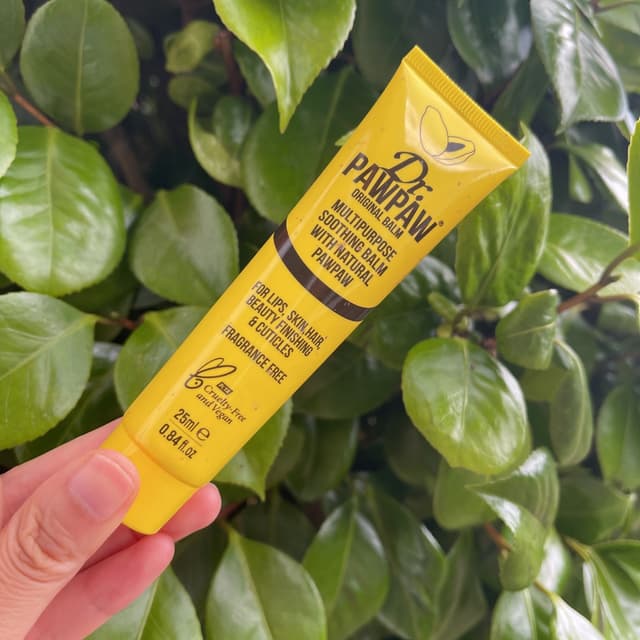 Dr.
PAWPAW®
ORIGINAL BALM
MULTIPURPOSE
SOOTHING BALM
WITH NATURAL
PAWPAW
FOR LIPS, SKIN, HAIR,
BEAUTY FINISHING
& CUTICLES
FRAGRANCE FREE
Cruelty-Free
and Vegan
25ml e
0.84 fl.oz